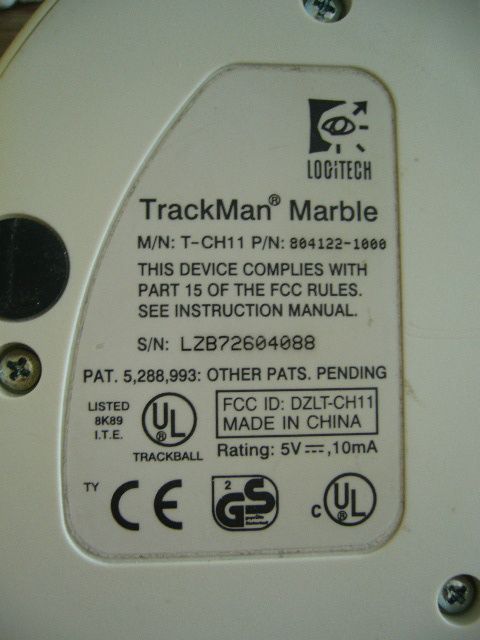 LOGITECH
TrackMan® Marble
M/N: T-CH11 P/N: 804122-1000
THIS DEVICE COMPLIES WITH
PART 15 OF THE FCC RULES.
SEE INSTRUCTION MANUAL.
S/N: LZB72604088
PAT. 5,288,993: OTHER PATS. PENDING
LISTED
8K89
I.T.E.
UL®
TRACKBALL
FCC ID: DZLT-CH11
MADE IN CHINA
Rating: 5V⎓,10mA
TY
CE
2
GS
c UL®